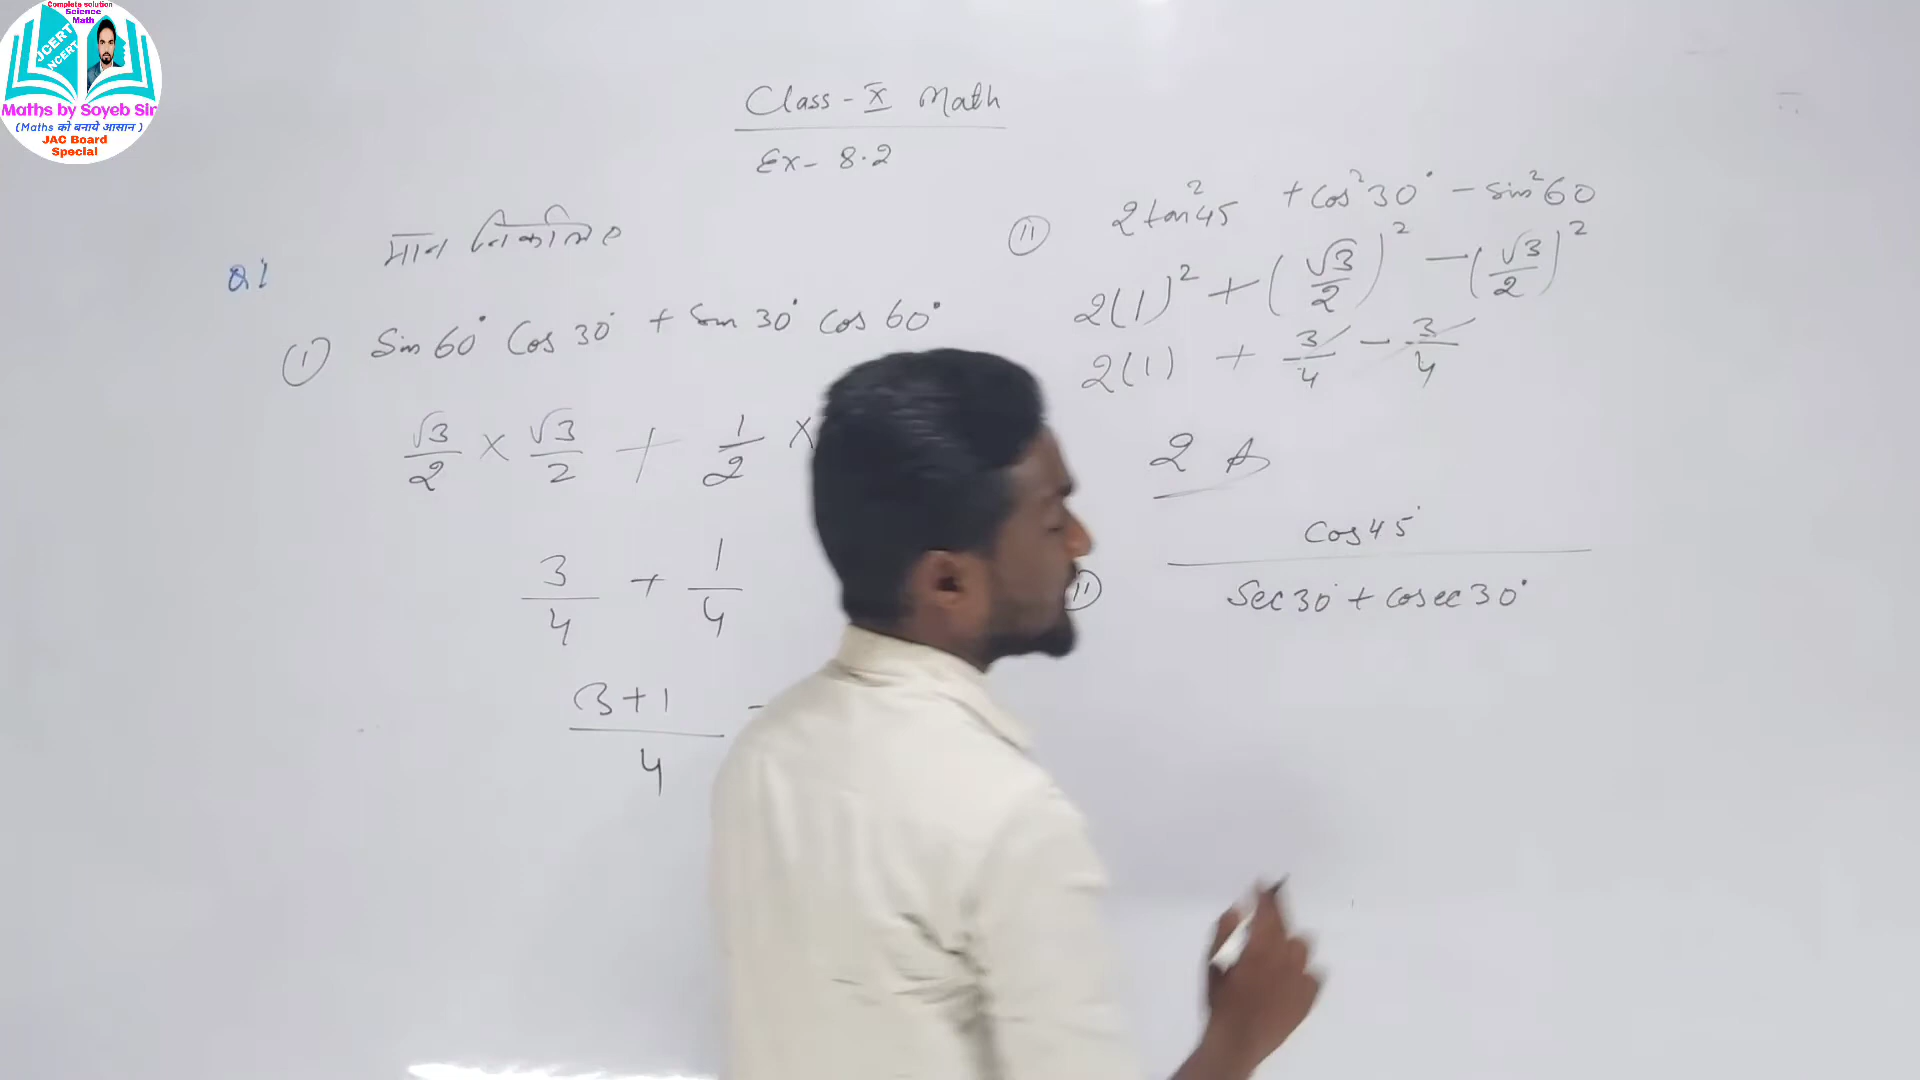 Complete solution
Science
Math
JCERT
NCERT
Maths by Soyeb Sir
(Maths को बनाये आसान )
JAC Board
Special
Class - X Math
Ex - 8.2
Q1
मान निकालिए
(i) Sin 60° Cos 30° + Sin 30° Cos 60°
√3/2 × √3/2 + 1/2 ×
3/4 + 1/4
3+1/4
(ii) 2tan²45 + Cos²30° - Sin²60
2(1)² + (√3/2)² - (√3/2)²
2(1) + 3/4 - 3/4
2 A
Cos45°
Sec30° + Cosec30°